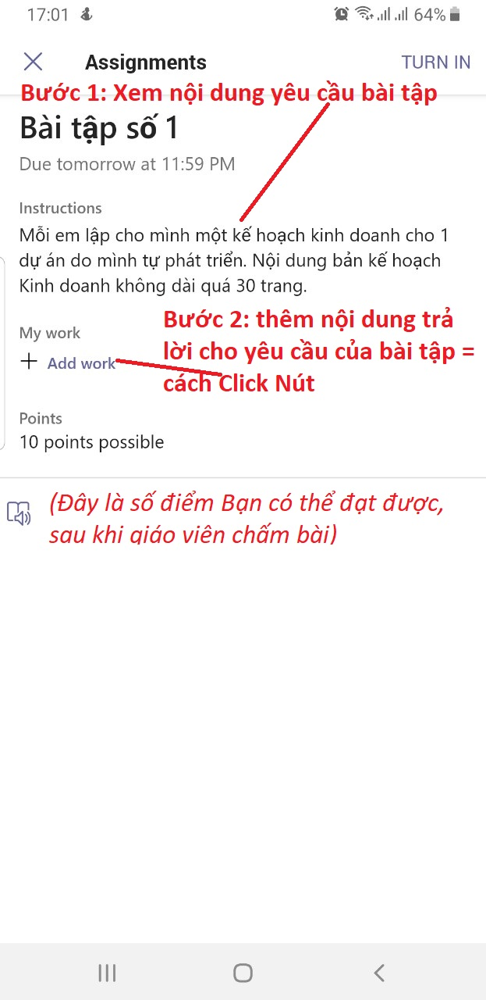 17:01 64%
Assignments TURN IN
Bước 1: Xem nội dung yêu cầu bài tập
Bài tập số 1
Due tomorrow at 11:59 PM
Instructions
Mỗi em lập cho mình một kế hoạch kinh doanh cho 1
dự án do mình tự phát triển. Nội dung bản kế hoạch
Kinh doanh không dài quá 30 trang.
Bước 2: thêm nội dung trả
lời cho yêu cầu của bài tập =
cách Click Nút
My work
+ Add work
Points
10 points possible
(Đây là số điểm Bạn có thể đạt được,
sau khi giáo viên chấm bài)